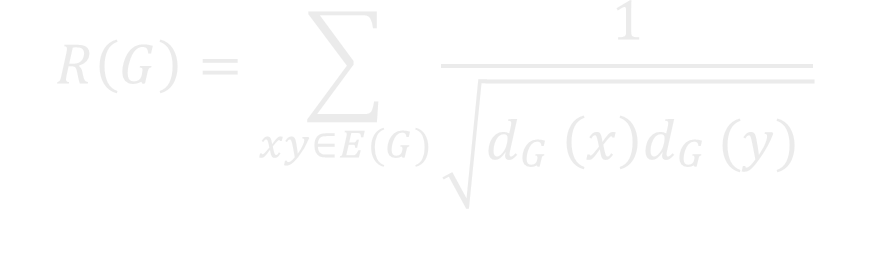 R(G) = ∑ xy∈E(G) 1 / √ d_G (x)d_G (y)